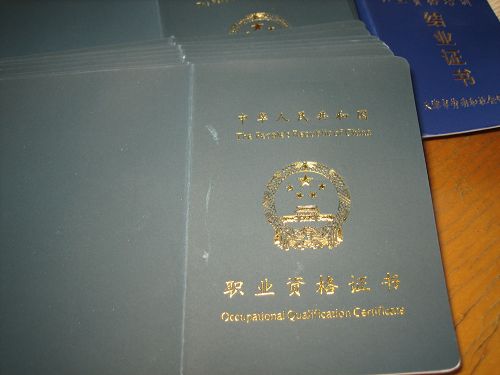 中华人民共和国
The People's Republic of China
职业资格证书
Occupational Qualification Certificate
结业证书